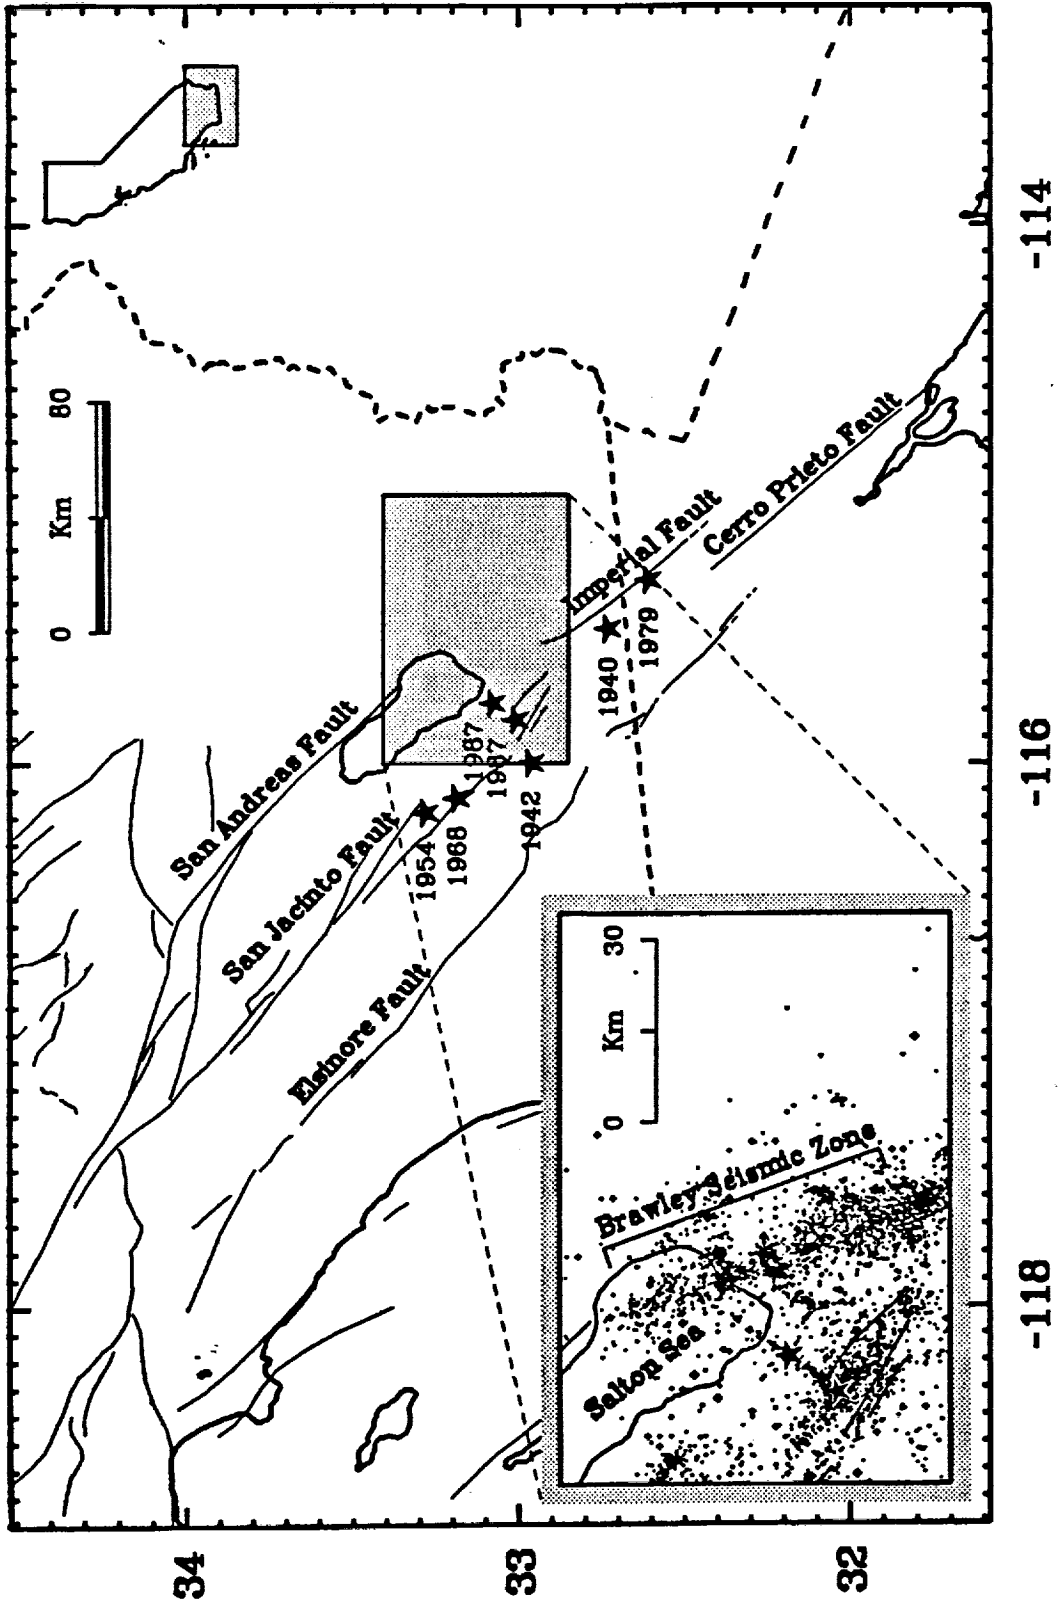 0 Km 80
San Andreas Fault
San Jacinto Fault
Elsinore Fault
Imperial Fault
Cerro Prieto Fault
1954
1968
1987
1987
1942
1940
1979
Salton Sea
Brawley Seismic Zone
0 Km 30
34
33
32
-118
-116
-114